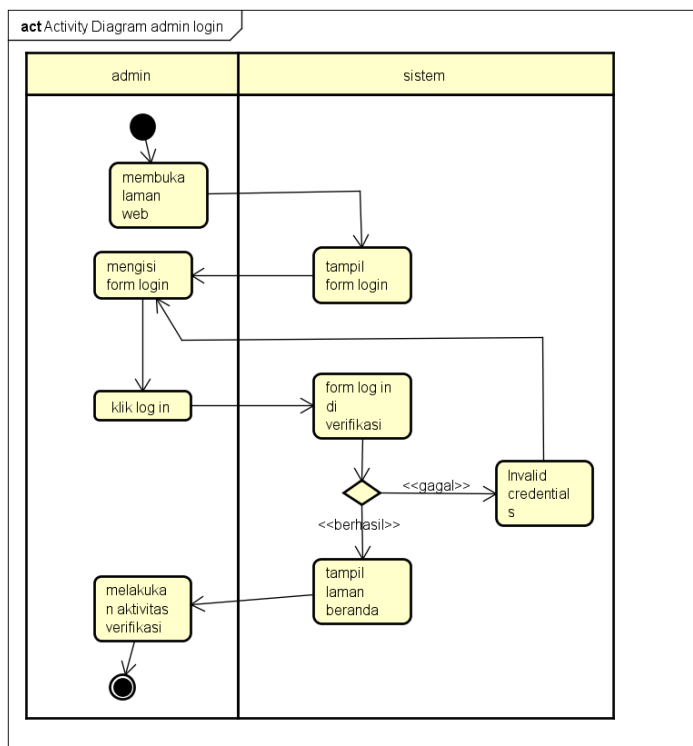 act Activity Diagram admin login
admin
sistem
membuka
laman
web
tampil
form login
mengisi
form login
klik log in
form log in
di
verifikasi
<<gagal>>
Invalid
credential
s
<<berhasil>>
tampil
laman
beranda
melakuka
n aktivitas
verifikasi